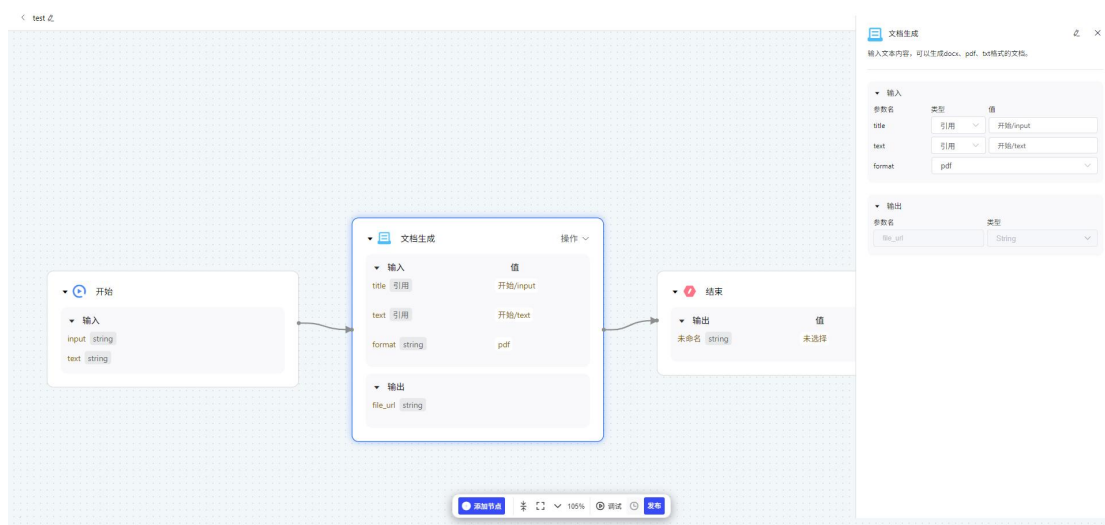 test
开始
输入
input string
text string
文档生成 操作
输入 值
title 引用 开始/input
text 引用 开始/text
format string pdf
输出
file_url string
结束
输出 值
未命名 string 未选择
添加节点 105% 调试 发布
文档生成
输入文本内容，可以生成docx、pdf、txt格式的文档。
输入
参数名 类型 值
title 引用 开始/input
text 引用 开始/text
format pdf
输出
参数名 类型
file_url String